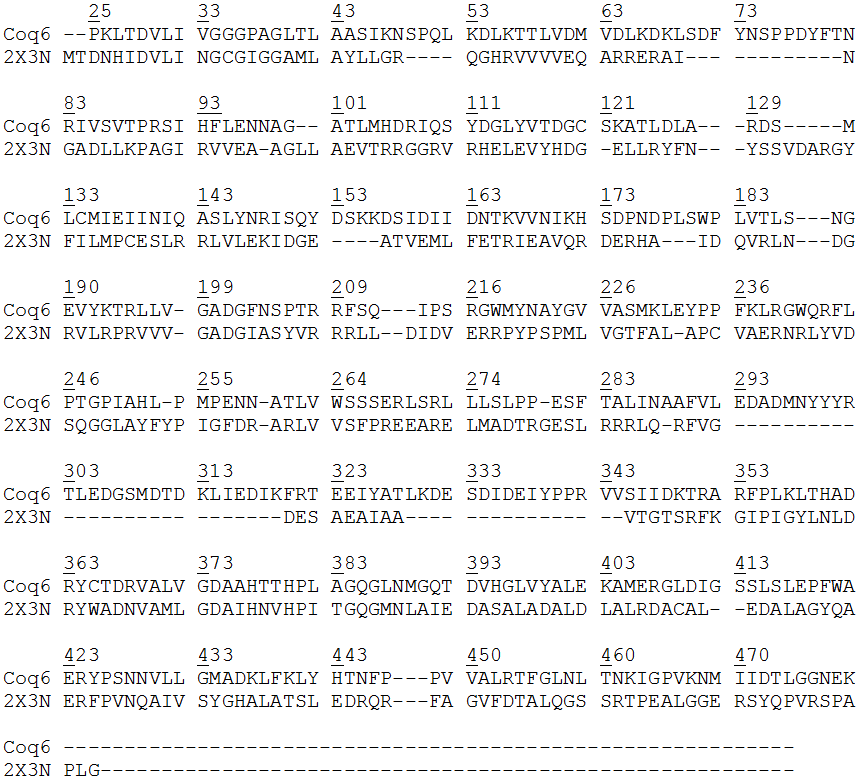 25 33 43 53 63 73
Coq6 --PKLTDVLI VGGGPAGLTL AASIKNSPQL KDLKTTLVDM VDLKDKLSDF YNSPPDYFTN
2X3N MTDNHIDVLI NGCGIGGAML AYLLGR---- QGHRVVVVEQ ARRERAI--- ---------N
83 93 101 111 121 129
Coq6 RIVSVTPRSI HFLENNAG-- ATLMHDRIQS YDGLYVTDGC SKATLDLA-- -RDS-----M
2X3N GADLLKPAGI RVVEA-AGLL AEVTRRGGRV RHELEVYHDG -ELLRYFN-- -YSSVDARGY
133 143 153 163 173 183
Coq6 LCMIEIINIQ ASLYNRISQY DSKKDSIDII DNTKVVNIKH SDPNDPLSWP LVTLS---NG
2X3N FILMPCESLR RLVLEKIDGE ----ATVEML FETRIEAVQR DERHA---ID QVRLN---DG
190 199 209 216 226 236
Coq6 EVYKTRLLV- GADGFNSPTR RFSQ---IPS RGWMYNAYGV VASMKLEYPP FKLRGWQRFL
2X3N RVLRPRVVV- GADGIASYVR RRLL--DIDV ERRPYPSPML VGTFAL-APC VAERNRLYVD
246 255 264 274 283 293
Coq6 PTGPIAHL-P MPENN-ATLV WSSSERLSRL LLSLPP-ESF TALINAAFVL EDADMNYYYR
2X3N SQGGLAYFYP IGFDR-ARLV VSFPREEARE LMADTRGESL RRRLQ-RFVG ----------
303 313 323 333 343 353
Coq6 TLEDGSMDTD KLIEDIKFRT EEIYATLKDE SDIDEIYPPR VVSIIDKTRA RFPLKLTHAD
2X3N ---------- -------DES AEAIAA---- ---------- --VTGTSRFK GIPIGYLNLD
363 373 383 393 403 413
Coq6 RYCTDRVALV GDAAHTTHPL AGQGLNMGQT DVHGLVYALE KAMERGLDIG SSLSLEPFWA
2X3N RYWADNVAML GDAIHNVHPI TGQGMNLAIE DASALADALD LALRDACAL- -EDALAGYQA
423 433 443 450 460 470
Coq6 ERYPSNNVLL GMADKLFKLY HTNFP---PV VALRTFGLNL TNKIGPVKNM IIDTLGGNEK
2X3N ERFPVNQAIV SYGHALATSL EDRQR---FA GVFDTALQGS SRTPEALGGE RSYQPVRSPA
Coq6 ------------------------------------------------------------
2X3N PLG---------------------------------------------------------